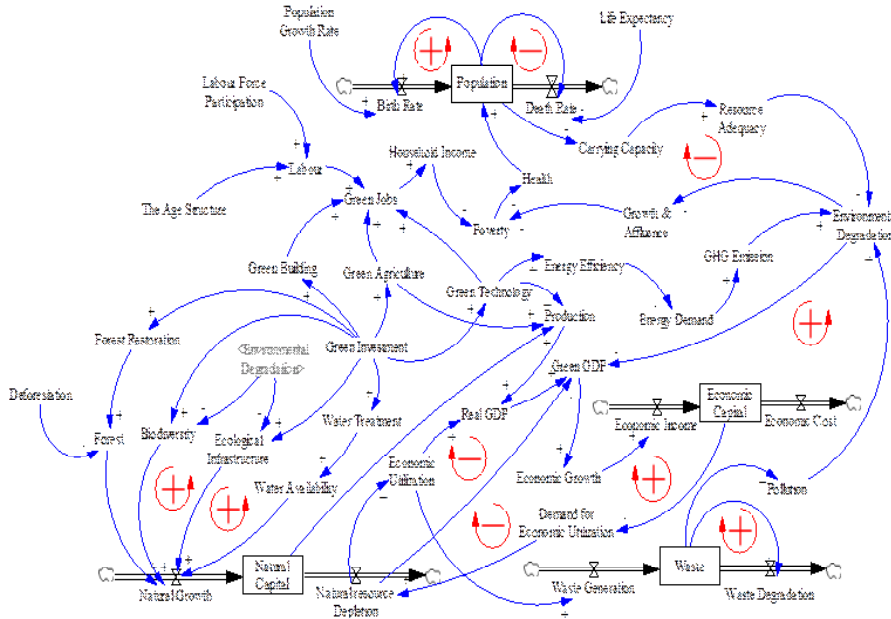 Population
Growth Rate
Life Expectancy
Labour Force
Participation
Population
Birth Rate
Death Rate
Resource
Adequacy
Carrying Capacity
Household Income
Labour
Health
The Age Structure
Green Jobs
Poverty
Growth &
Affluence
Environmental
Degradation
Green Building
Green Agriculture
Energy Efficiency
GHG Emission
Green Technology
Production
Energy Demand
Forest Restoration
<Environmental
Degradation>
Green Investment
Green GDP
Deforestation
Economic
Capital
Forest
Biodiversity
Ecological
Infrastructure
Water Treatment
Real GDP
Economic Income
Economic Cost
Economic
Utilization
Water Availability
Economic Growth
Pollution
Demand for
Economic Utilization
Natural
Capital
Waste
Natural Growth
Natural resource
Depletion
Waste Generation
Waste Degradation